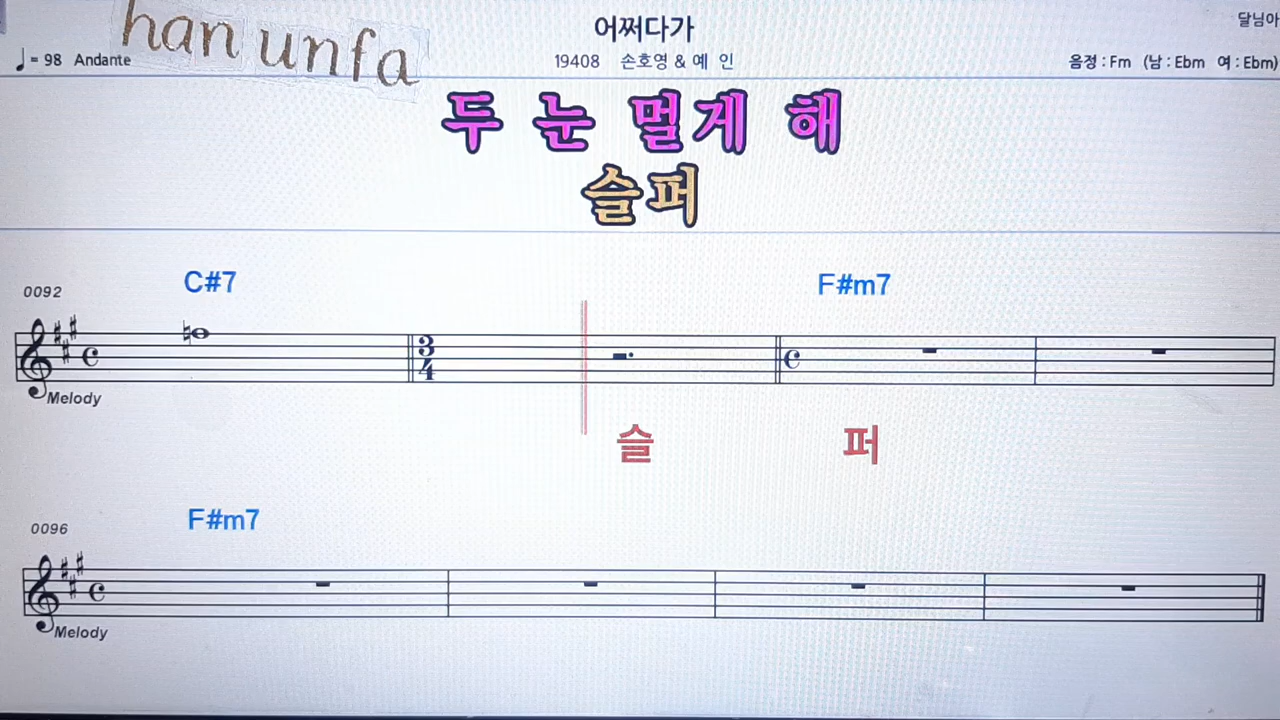 han unfa
어쩌다가
달님아
♩= 98 Andante
19408 손호영 & 예 인
음정 : Fm (남 : Ebm 여 : Ebm)
두 눈 멀게 해
슬퍼
0092
C#7
F#m7
3
4
Melody
슬 퍼
0096
F#m7
Melody